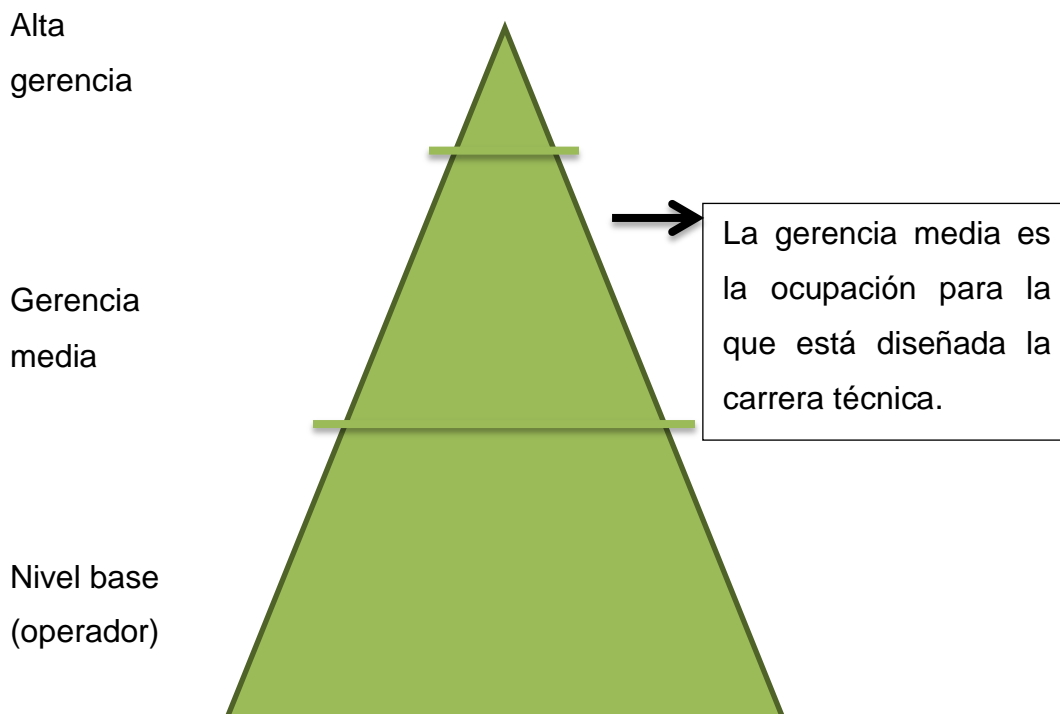 Alta
gerencia
La gerencia media es
la ocupación para la
que está diseñada la
carrera técnica.
Gerencia
media
Nivel base
(operador)